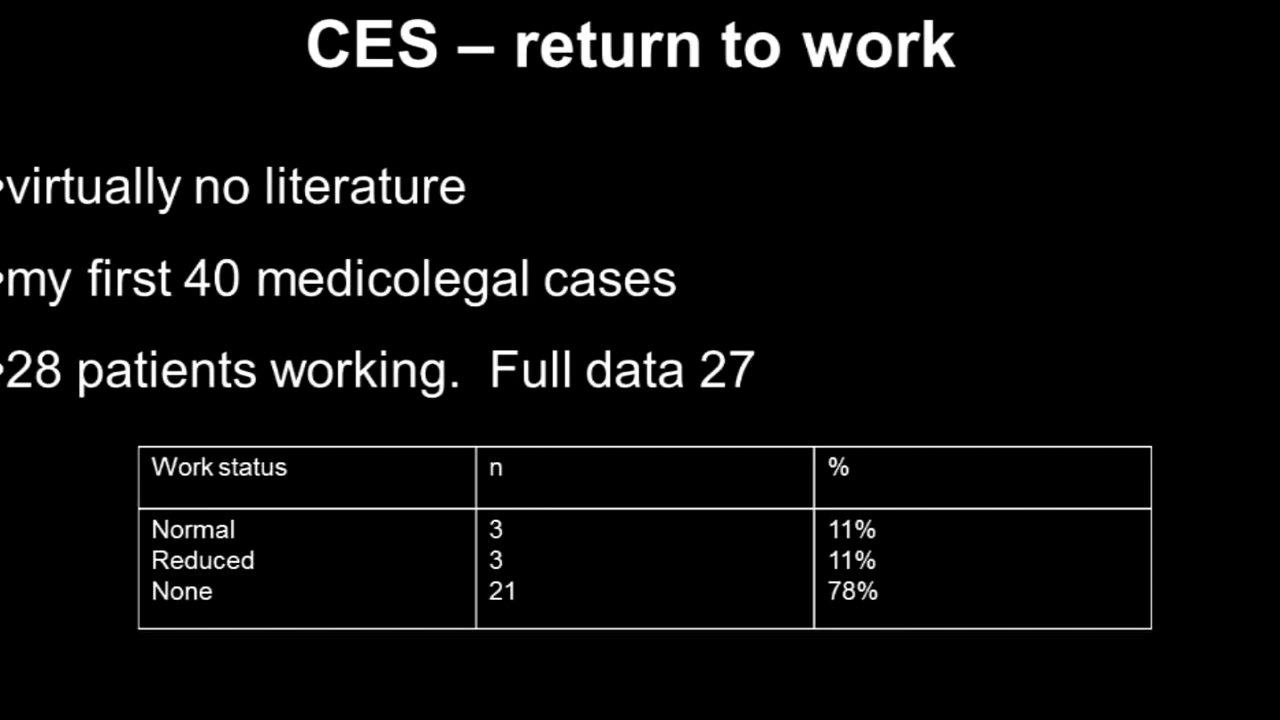 CES – return to work
•virtually no literature
•my first 40 medicolegal cases
•28 patients working.  Full data 27
Work status n %
Normal 3 11%
Reduced 3 11%
None 21 78%